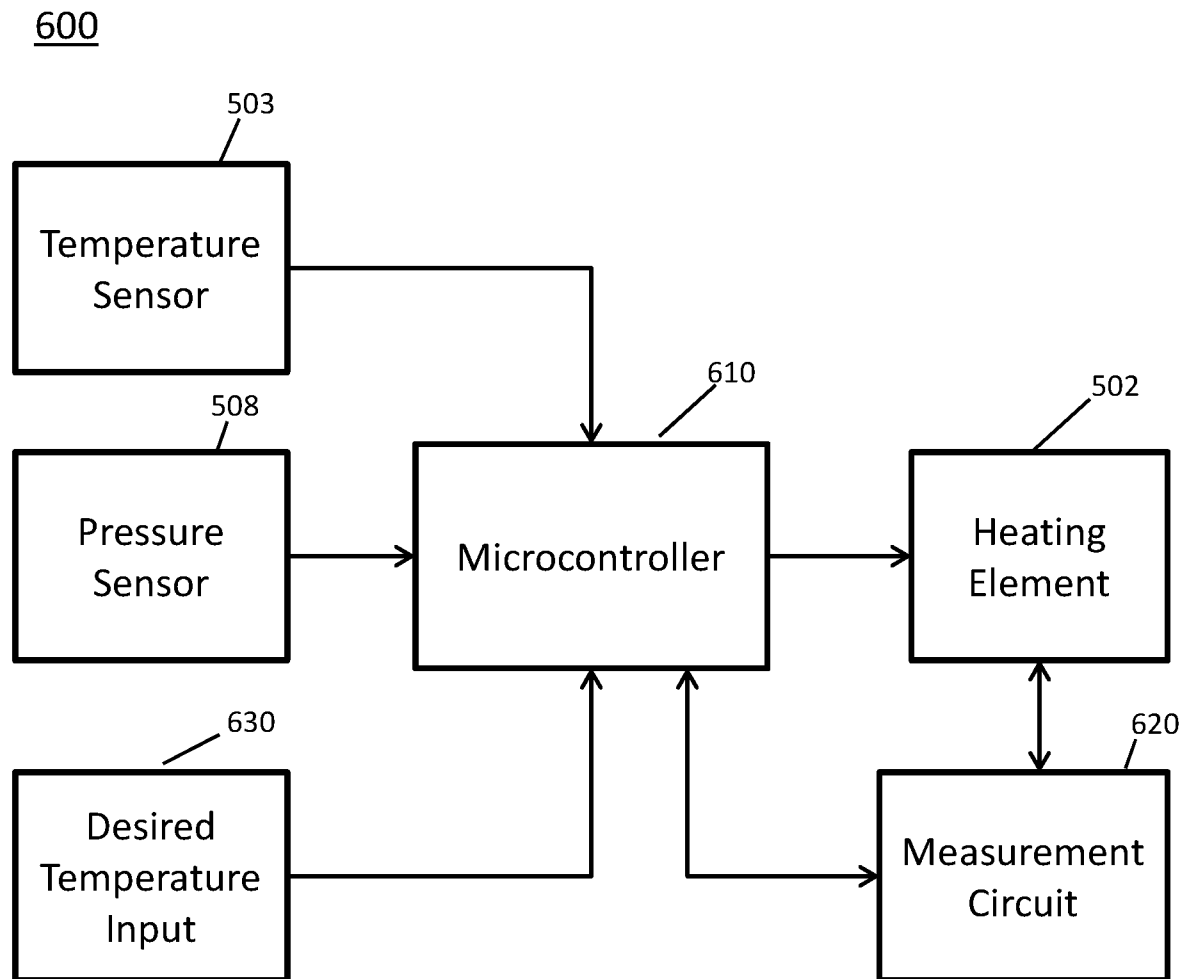 600
503
Temperature
Sensor
508
Pressure
Sensor
610
Microcontroller
502
Heating
Element
630
Desired
Temperature
Input
620
Measurement
Circuit